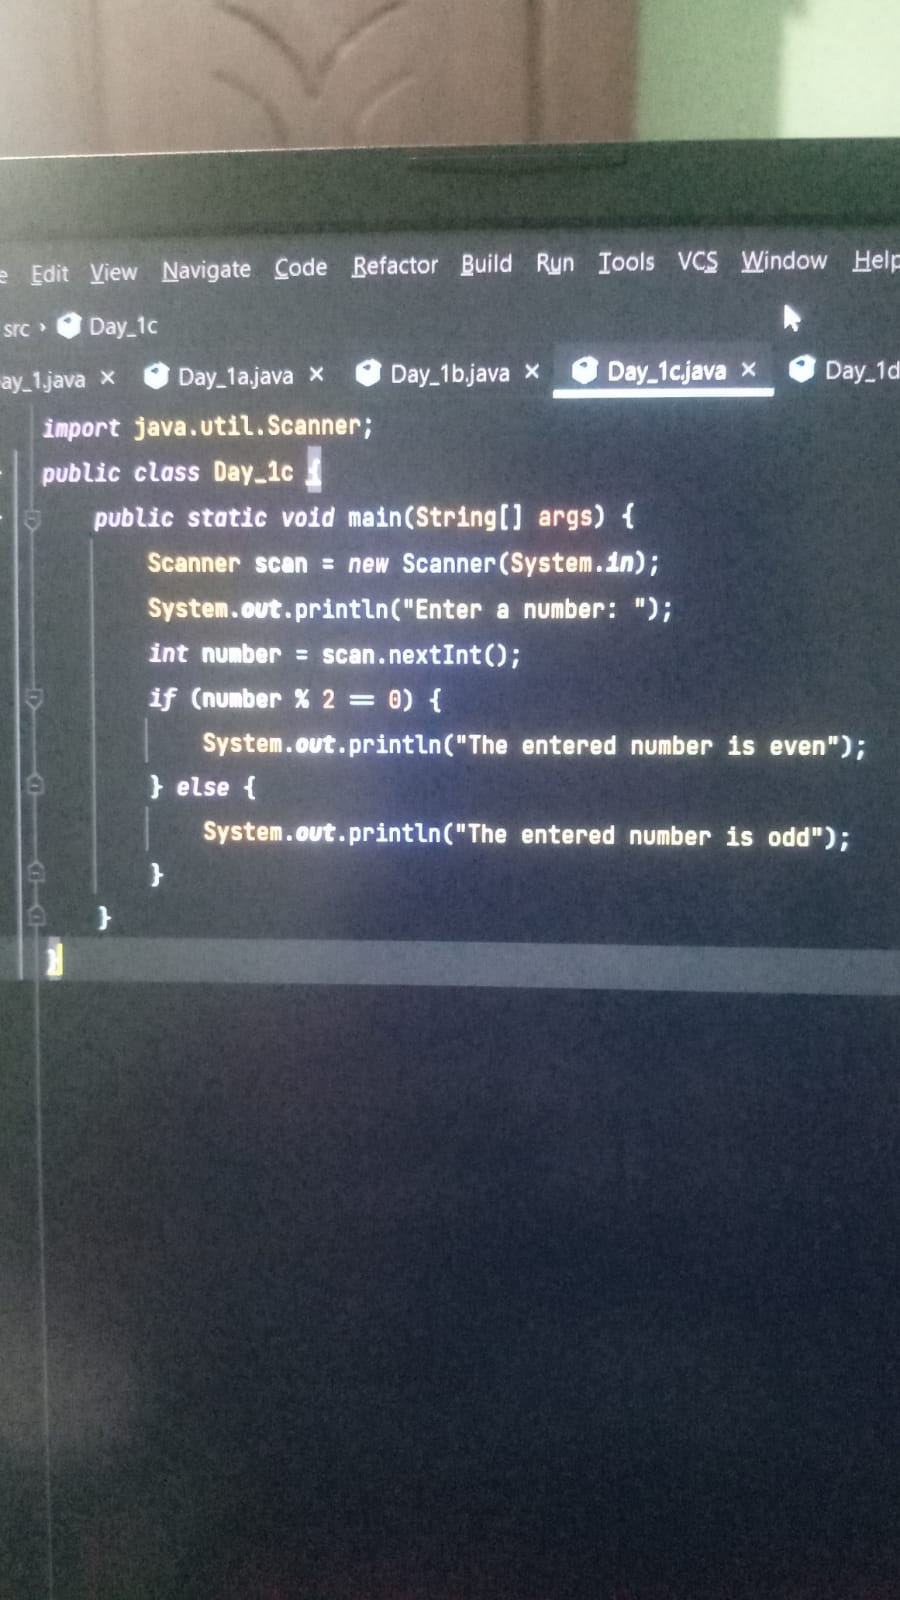 Edit View Navigate Code Refactor Build Run Tools VCS Window Help
src › Day_1c
ay_1.java × Day_1a.java × Day_1b.java × Day_1c.java × Day_1d
import java.util.Scanner;
public class Day_1c {
public static void main(String[] args) {
Scanner scan = new Scanner(System.in);
System.out.println("Enter a number: ");
int number = scan.nextInt();
if (number % 2 == 0) {
System.out.println("The entered number is even");
} else {
System.out.println("The entered number is odd");
}
}
}